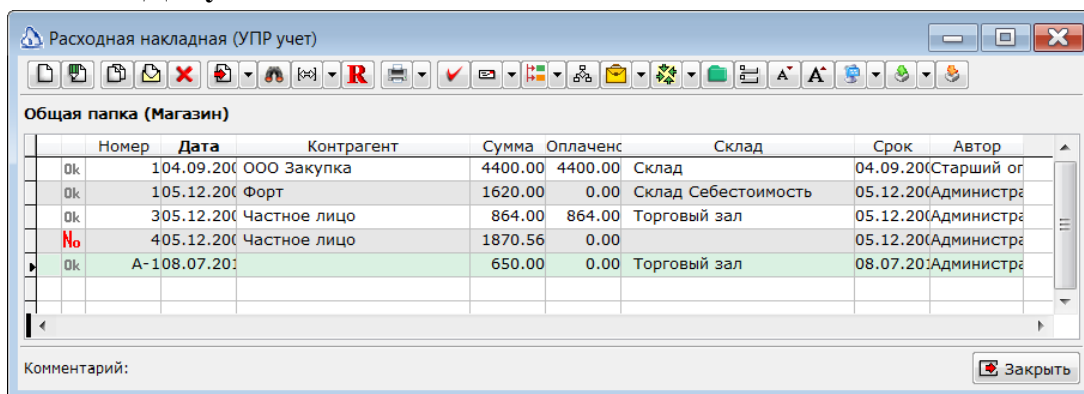 Расходная накладная (УПР учет)
R
Общая папка (Магазин)
Номер Дата Контрагент Сумма Оплачено Склад Срок Автор
Ok 1 04.09.200 ООО Закупка 4400.00 4400.00 Склад 04.09.200 Старший оп
Ok 1 05.12.200 Форт 1620.00 0.00 Склад Себестоимость 05.12.200 Администра
Ok 3 05.12.200 Частное лицо 864.00 864.00 Торговый зал 05.12.200 Администра
No 4 05.12.200 Частное лицо 1870.56 0.00 05.12.200 Администра
Ok А-1 08.07.201 650.00 0.00 Торговый зал 08.07.201 Администра
Комментарий:
Закрыть